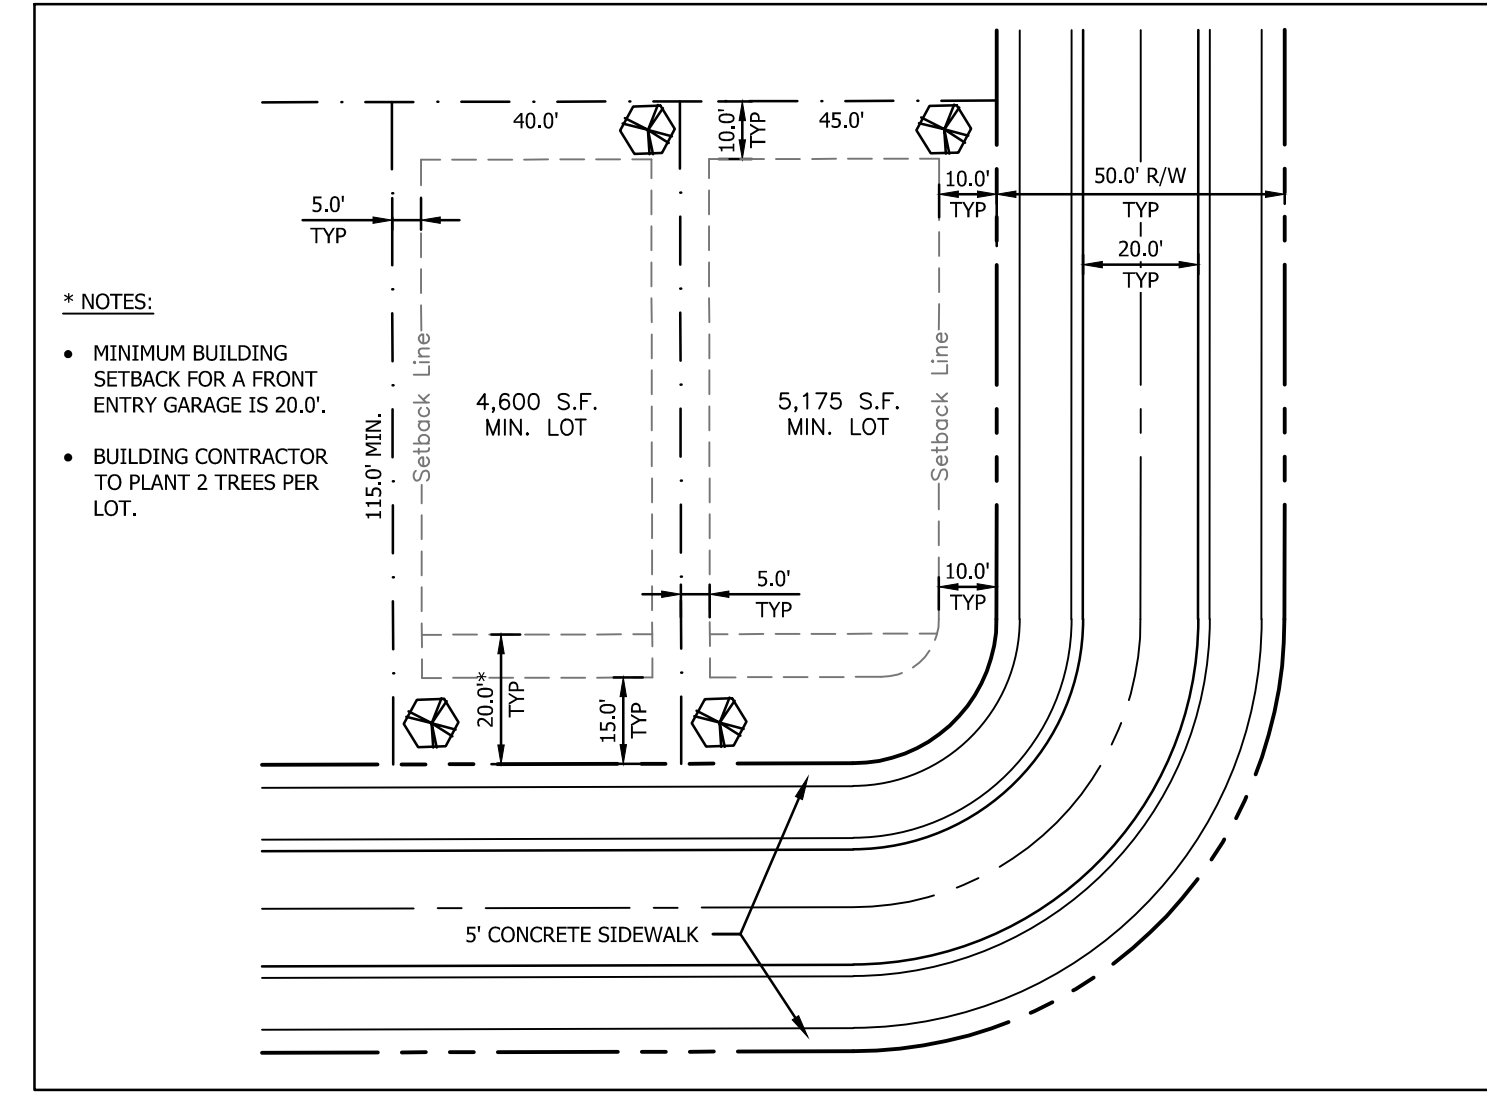 40.0'
10.0'
TYP
45.0'
10.0'
TYP
50.0' R/W
TYP
5.0'
TYP
20.0'
TYP
* NOTES:
• MINIMUM BUILDING
SETBACK FOR A FRONT
ENTRY GARAGE IS 20.0'.
• BUILDING CONTRACTOR
TO PLANT 2 TREES PER
LOT.
115.0' MIN.
Setback Line
4,600 S.F.
MIN. LOT
5,175 S.F.
MIN. LOT
Setback Line
5.0'
TYP
10.0'
TYP
20.0'*
TYP
15.0'
TYP
5' CONCRETE SIDEWALK